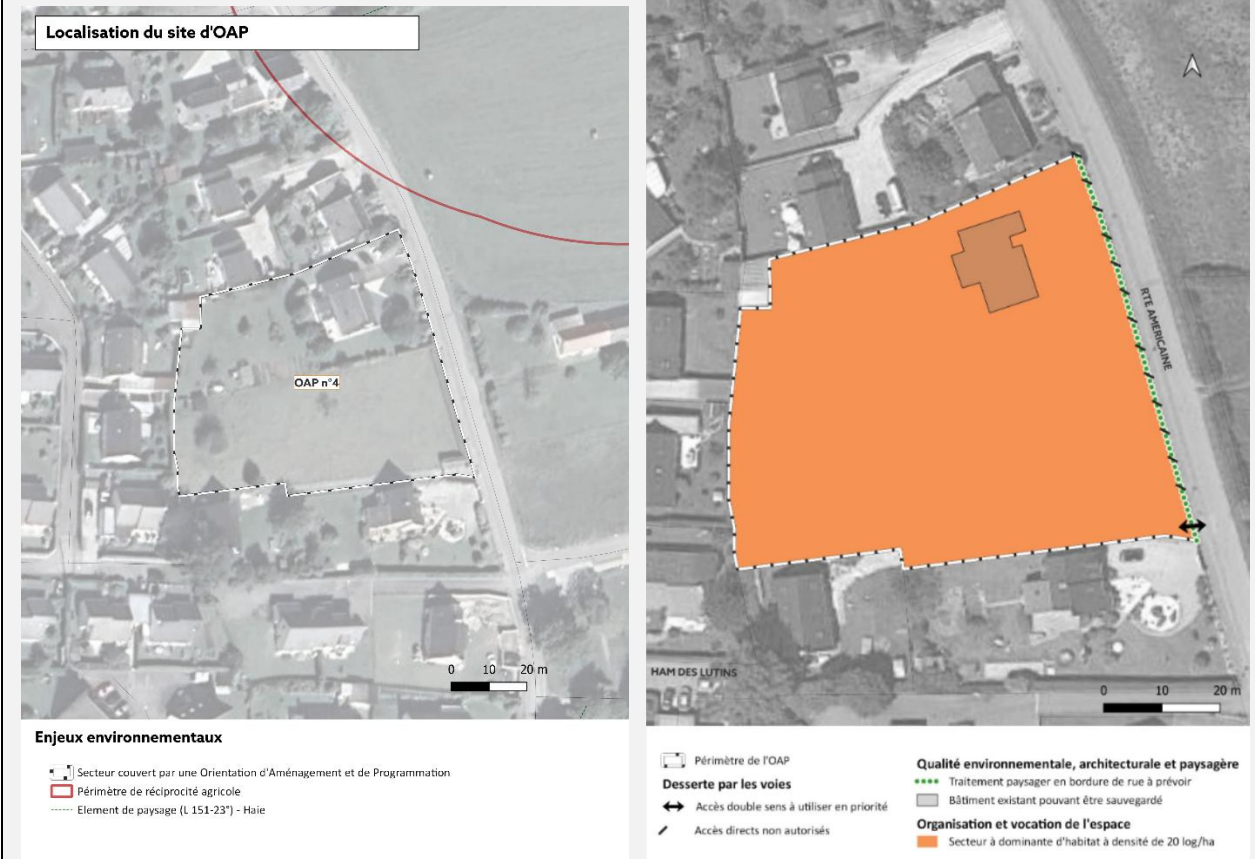 Localisation du site d'OAP
OAP n°4
0 10 20 m
Enjeux environnementaux
Secteur couvert par une Orientation d'Aménagement et de Programmation
Périmètre de réciprocité agricole
Element de paysage (L 151-23°) - Haie
RTE AMERICAINE
HAM DES LUTINS
0 10 20 m
Périmètre de l'OAP
Desserte par les voies
Accès double sens à utiliser en priorité
Accès directs non autorisés
Qualité environnementale, architecturale et paysagère
Traitement paysager en bordure de rue à prévoir
Bâtiment existant pouvant être sauvegardé
Organisation et vocation de l'espace
Secteur à dominante d'habitat à densité de 20 log/ha